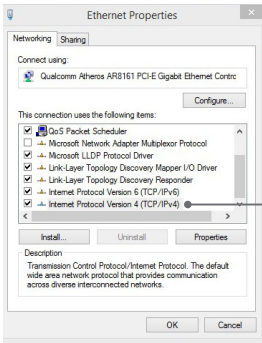 Ethernet Properties
Networking Sharing
Connect using:
Qualcomm Atheros AR8161 PCI-E Gigabit Ethernet Contrc
Configure...
This connection uses the following items:
QoS Packet Scheduler
Microsoft Network Adapter Multiplexor Protocol
Microsoft LLDP Protocol Driver
Link-Layer Topology Discovery Mapper I/O Driver
Link-Layer Topology Discovery Responder
Internet Protocol Version 6 (TCP/IPv6)
Internet Protocol Version 4 (TCP/IPv4)
Install... Uninstall Properties
Description
Transmission Control Protocol/Internet Protocol. The default
wide area network protocol that provides communication
across diverse interconnected networks.
OK Cancel